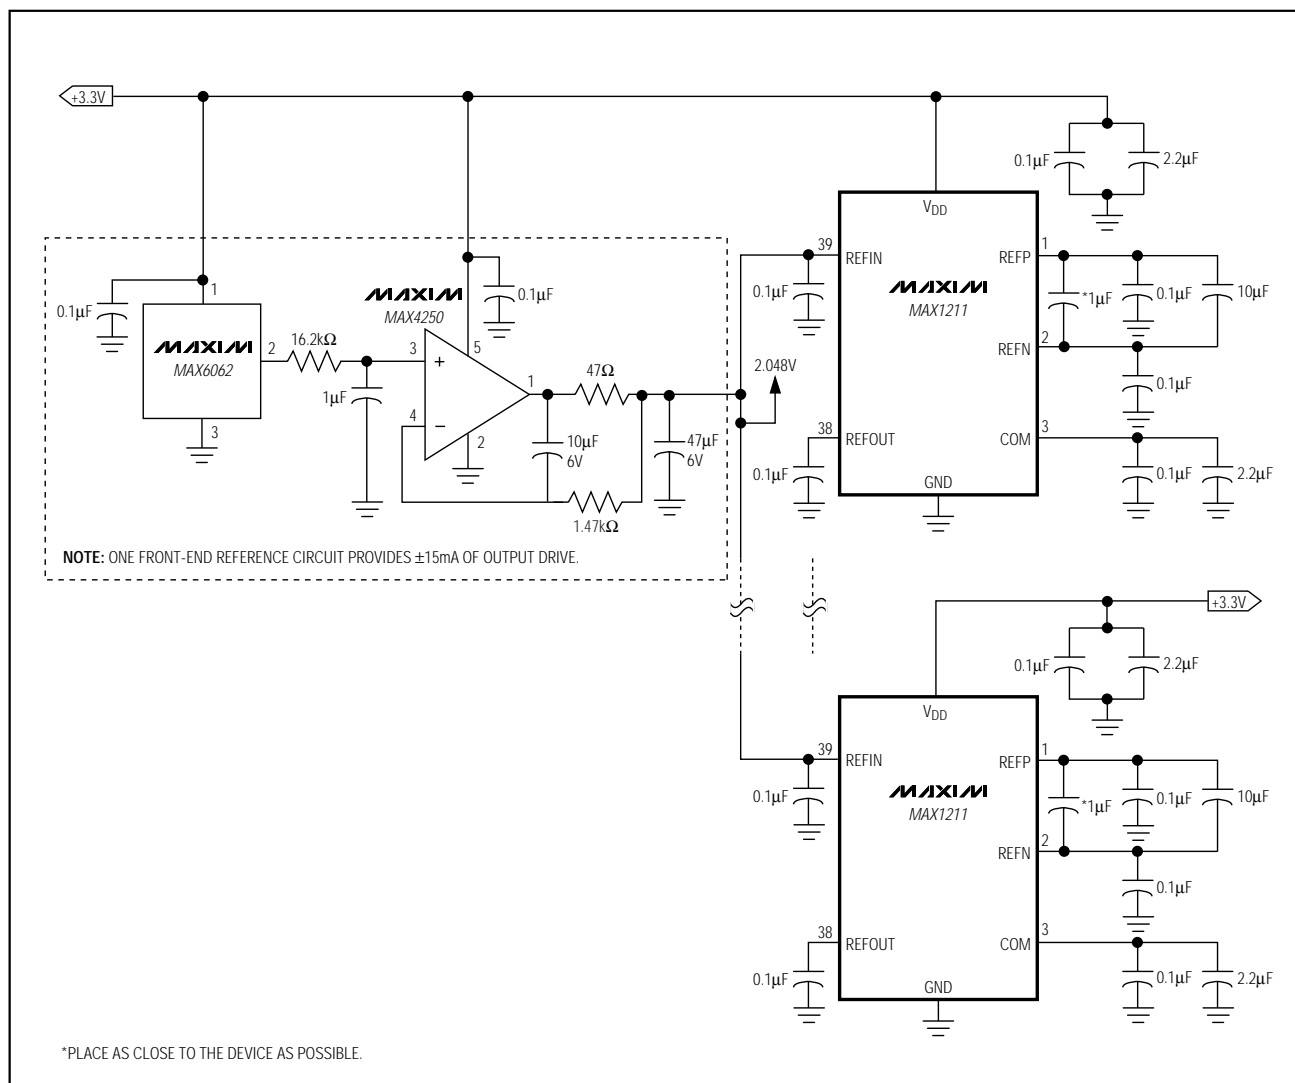 +3.3V
0.1µF
2.2µF
VDD
39
REFIN
0.1µF
MAXIM
MAX1211
1
REFP
*1µF
0.1µF
10µF
2
REFN
0.1µF
38
REFOUT
0.1µF
3
COM
0.1µF
2.2µF
GND
0.1µF
1
MAXIM
MAX6062
2
3
16.2kΩ
1µF
MAXIM
MAX4250
0.1µF
3
+
5
4
−
2
1
47Ω
10µF
6V
47µF
6V
1.47kΩ
2.048V
NOTE: ONE FRONT-END REFERENCE CIRCUIT PROVIDES ±15mA OF OUTPUT DRIVE.
+3.3V
0.1µF
2.2µF
VDD
39
REFIN
0.1µF
MAXIM
MAX1211
1
REFP
*1µF
0.1µF
10µF
2
REFN
0.1µF
38
REFOUT
0.1µF
3
COM
0.1µF
2.2µF
GND
*PLACE AS CLOSE TO THE DEVICE AS POSSIBLE.